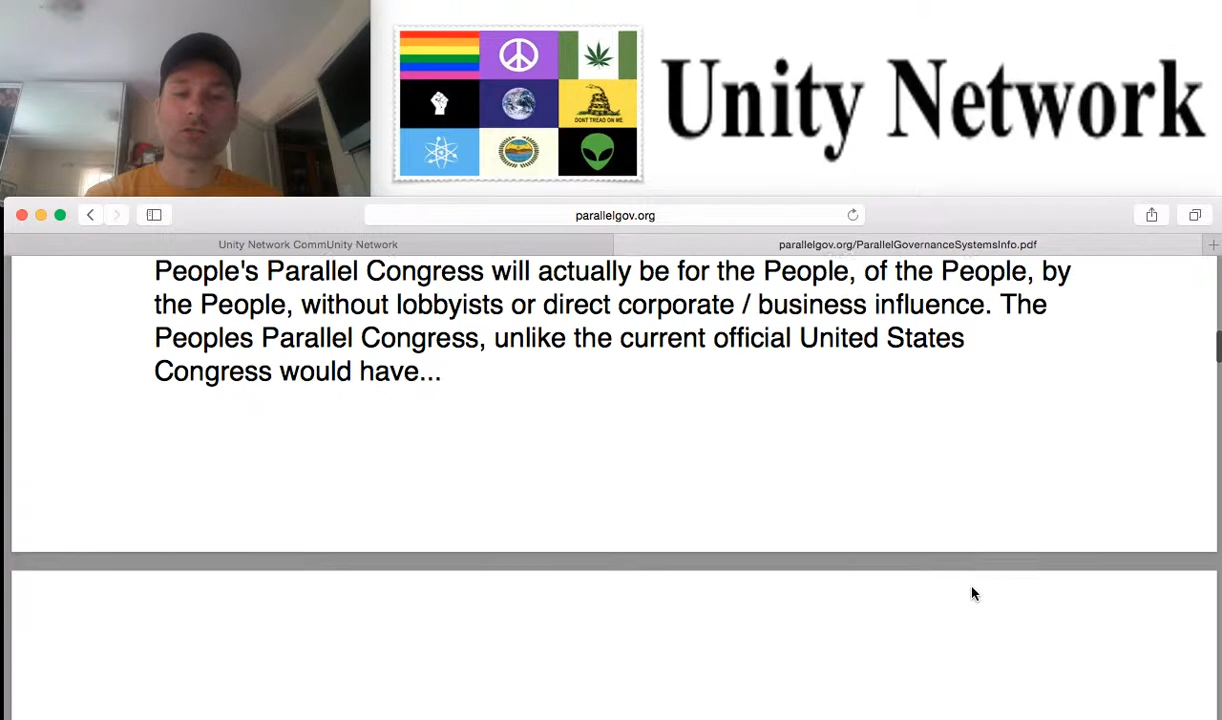 Unity Network
DONT TREAD ON ME
parallelgov.org
Unity Network CommUnity Network
parallelgov.org/ParallelGovernanceSystemsInfo.pdf
People's Parallel Congress will actually be for the People, of the People, by
the People, without lobbyists or direct corporate / business influence. The
Peoples Parallel Congress, unlike the current official United States
Congress would have...